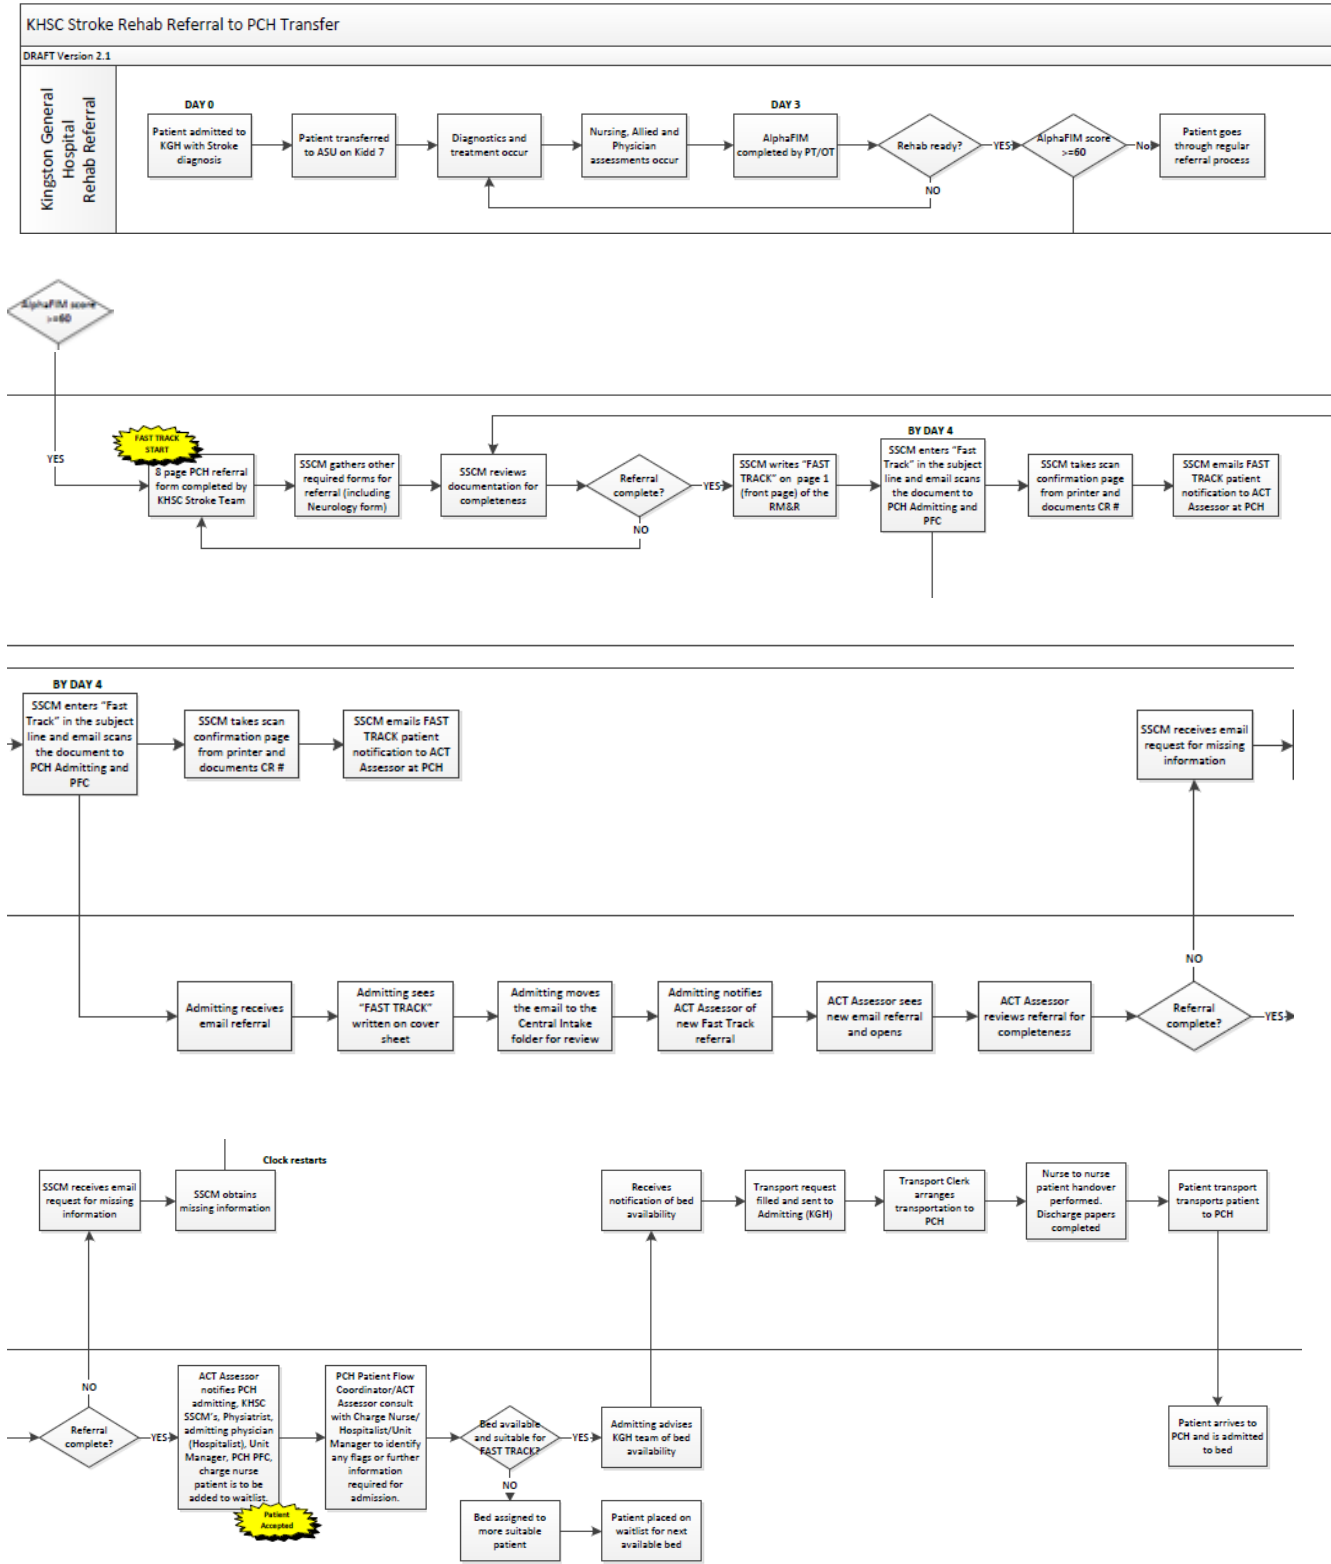 KHSC Stroke Rehab Referral to PCH Transfer
DRAFT Version 2.1
Kingston General
Hospital
Rehab Referral
DAY 0
Patient admitted to
KGH with Stroke
diagnosis
Patient transferred
to ASU on Kidd 7
Diagnostics and
treatment occur
Nursing, Allied and
Physician
assessments occur
DAY 3
AlphaFIM
completed by PT/OT
Rehab ready?
YES
NO
AlphaFIM score
>=60
No
Patient goes
through regular
referral process
AlphaFIM score
>=60
YES
FAST TRACK
START
8 page PCH referral
form completed by
KHSC Stroke Team
SSCM gathers other
required forms for
referral (including
Neurology form)
SSCM reviews
documentation for
completeness
Referral
complete?
YES
NO
SSCM writes “FAST
TRACK” on page 1
(front page) of the
RM&R
BY DAY 4
SSCM enters “Fast
Track” in the subject
line and email scans
the document to
PCH Admitting and
PFC
SSCM takes scan
confirmation page
from printer and
documents CR #
SSCM emails FAST
TRACK patient
notification to ACT
Assessor at PCH
BY DAY 4
SSCM enters “Fast
Track” in the subject
line and email scans
the document to
PCH Admitting and
PFC
SSCM takes scan
confirmation page
from printer and
documents CR #
SSCM emails FAST
TRACK patient
notification to ACT
Assessor at PCH
SSCM receives email
request for missing
information
Admitting receives
email referral
Admitting sees
“FAST TRACK”
written on cover
sheet
Admitting moves
the email to the
Central Intake
folder for review
Admitting notifies
ACT Assessor of
new Fast Track
referral
ACT Assessor sees
new email referral
and opens
ACT Assessor
reviews referral for
completeness
NO
Referral
complete?
YES
SSCM receives email
request for missing
information
Clock restarts
SSCM obtains
missing information
Receives
notification of bed
availability
Transport request
filled and sent to
Admitting (KGH)
Transport Clerk
arranges
transportation to
PCH
Nurse to nurse
patient handover
performed.
Discharge papers
completed
Patient transport
transports patient
to PCH
NO
Referral
complete?
YES
ACT Assessor
notifies PCH
admitting, KHSC
SSCM’s, Physiatrist,
admitting physician
(Hospitalist), Unit
Manager, PCH PFC,
charge nurse
patient is to be
added to waitlist.
Patient
Accepted
PCH Patient Flow
Coordinator/ACT
Assessor consult
with Charge Nurse/
Hospitalist/Unit
Manager to identify
any flags or further
information
required for
admission.
Bed available
and suitable for
FAST TRACK?
YES
NO
Admitting advises
KGH team of bed
availability
Bed assigned to
more suitable
patient
Patient placed on
waitlist for next
available bed
Patient arrives to
PCH and is admitted
to bed